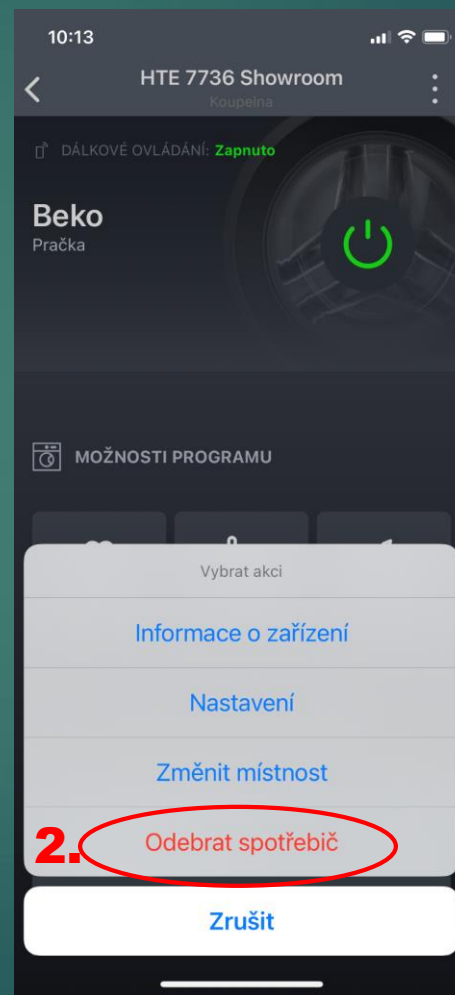 10:13
HTE 7736 Showroom
Koupelna
DÁLKOVÉ OVLÁDÁNÍ: Zapnuto
Beko
Pračka
MOŽNOSTI PROGRAMU
Vybrat akci
Informace o zařízení
Nastavení
Změnit místnost
2. Odebrat spotřebič
Zrušit